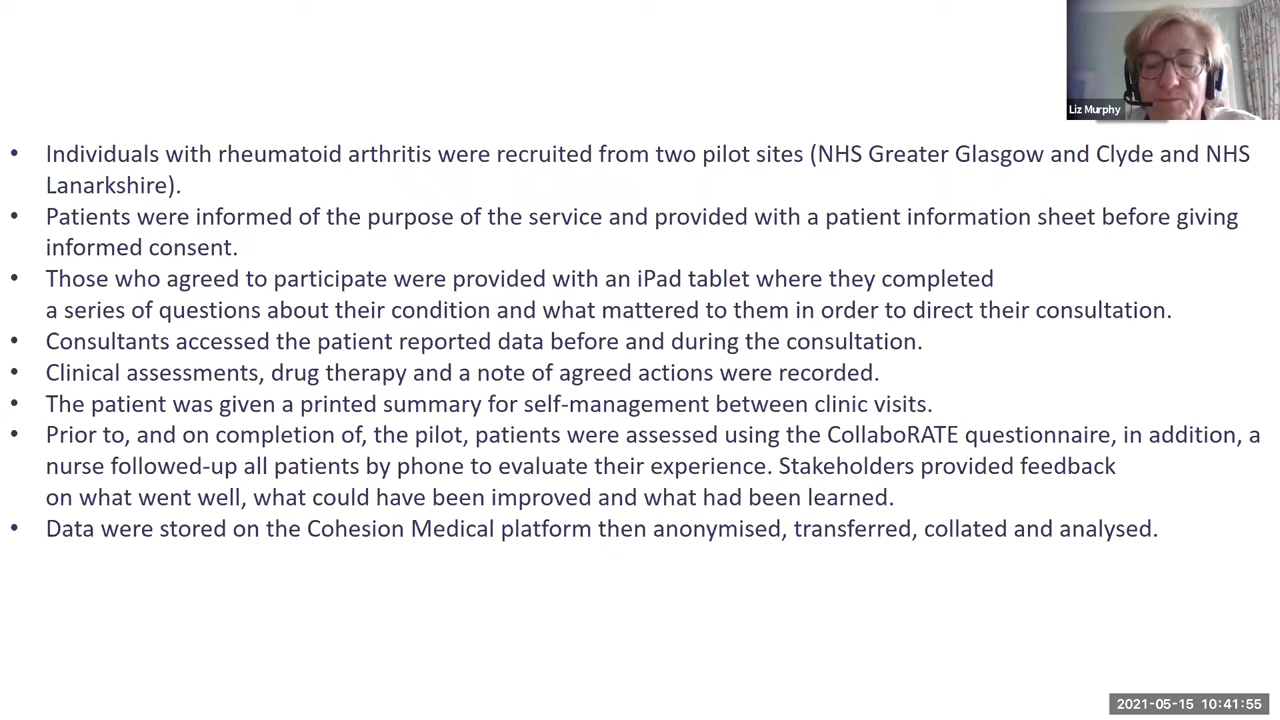 Liz Murphy
• Individuals with rheumatoid arthritis were recruited from two pilot sites (NHS Greater Glasgow and Clyde and NHS
Lanarkshire).
• Patients were informed of the purpose of the service and provided with a patient information sheet before giving
informed consent.
• Those who agreed to participate were provided with an iPad tablet where they completed
a series of questions about their condition and what mattered to them in order to direct their consultation.
• Consultants accessed the patient reported data before and during the consultation.
• Clinical assessments, drug therapy and a note of agreed actions were recorded.
• The patient was given a printed summary for self-management between clinic visits.
• Prior to, and on completion of, the pilot, patients were assessed using the CollaboRATE questionnaire, in addition, a
nurse followed-up all patients by phone to evaluate their experience. Stakeholders provided feedback
on what went well, what could have been improved and what had been learned.
• Data were stored on the Cohesion Medical platform then anonymised, transferred, collated and analysed.
2021-05-15 10:41:55